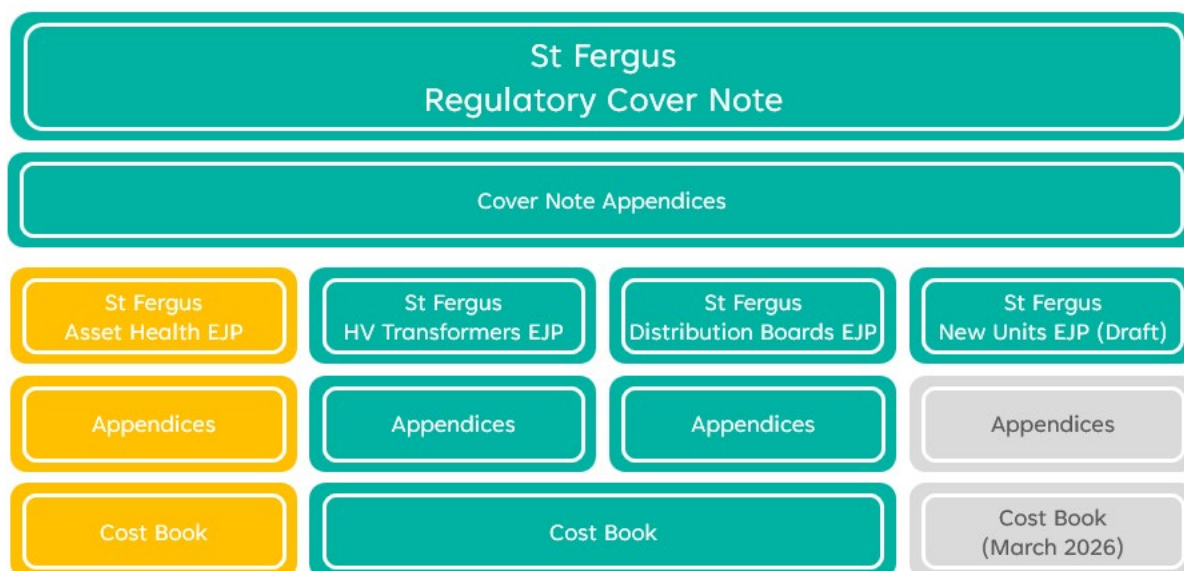 St Fergus
Regulatory Cover Note
Cover Note Appendices
St Fergus
Asset Health EJP
St Fergus
HV Transformers EJP
St Fergus
Distribution Boards EJP
St Fergus
New Units EJP (Draft)
Appendices
Appendices
Appendices
Appendices
Cost Book
Cost Book
Cost Book
(March 2026)